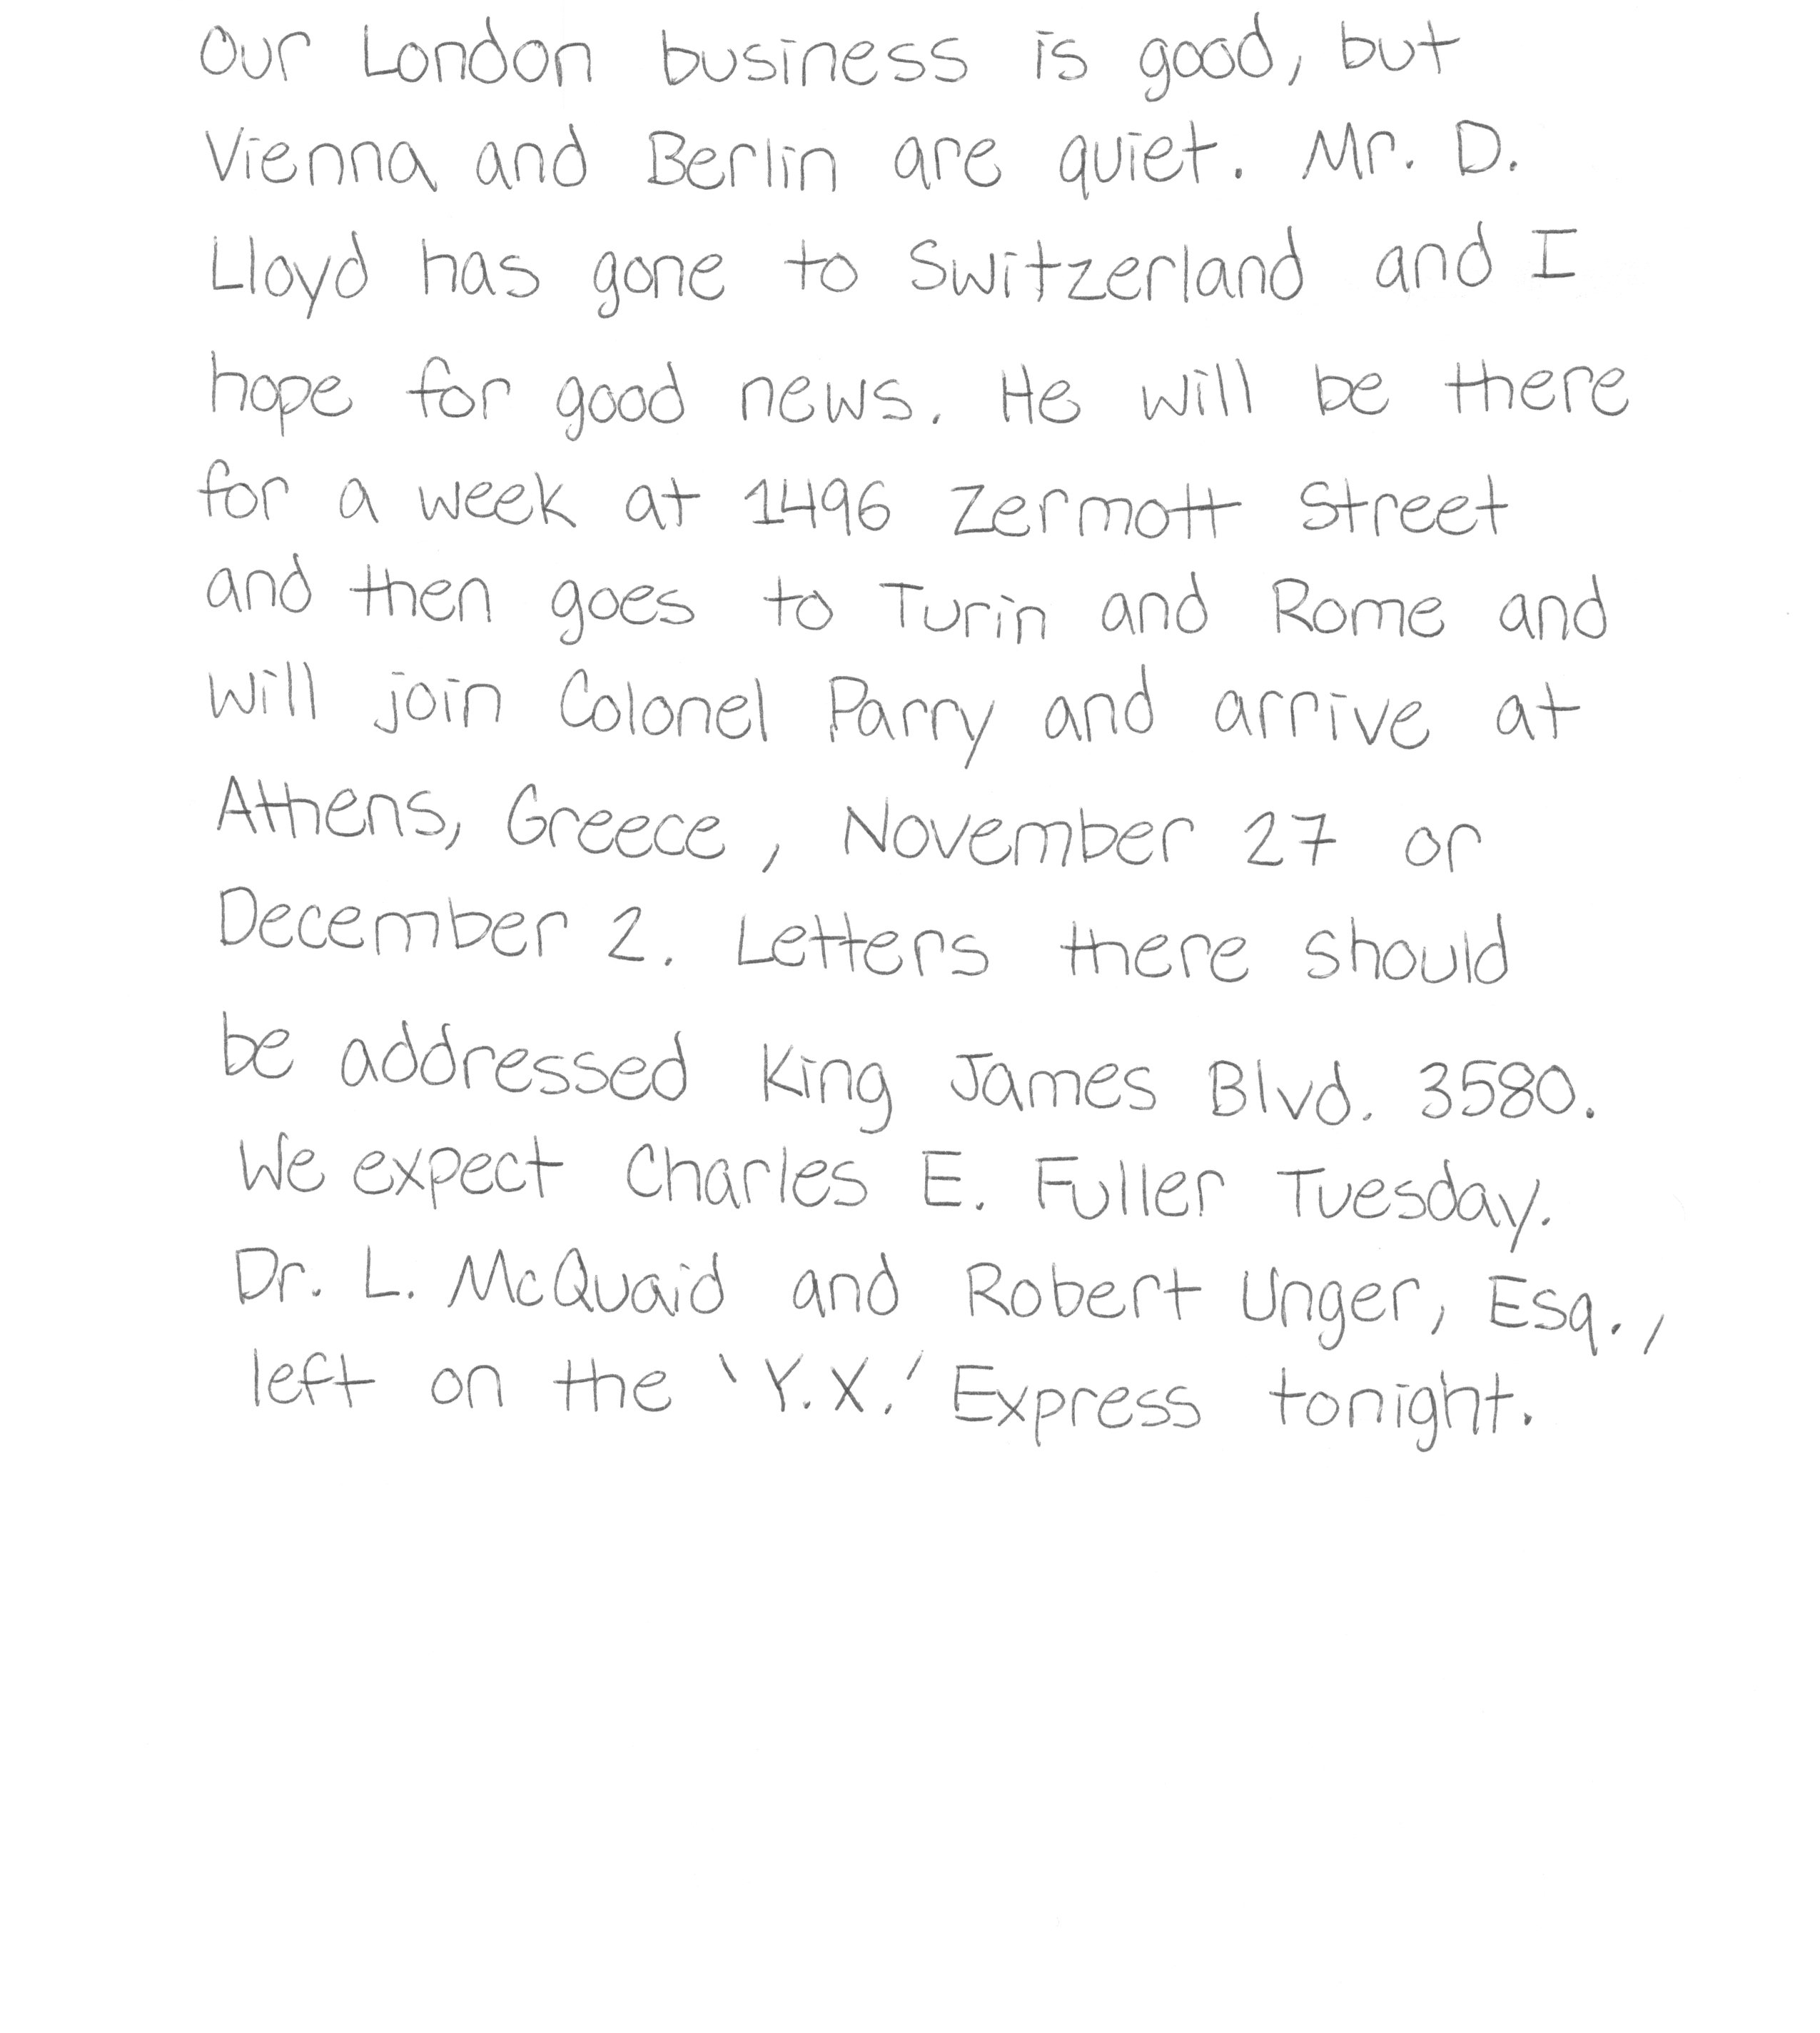 Our London business is good, but
Vienna and Berlin are quiet. Mr. D.
Lloyd has gone to Switzerland and I
hope for good news. He will be there
for a week at 1496 Zermott Street
and then goes to Turin and Rome and
will join Colonel Parry and arrive at
Athens, Greece, November 27 or
December 2. Letters there should
be addressed King James Blvd. 3580.
We expect Charles E. Fuller Tuesday.
Dr. L. McQuaid and Robert Unger, Esq.,
left on the 'Y.X.' Express tonight.